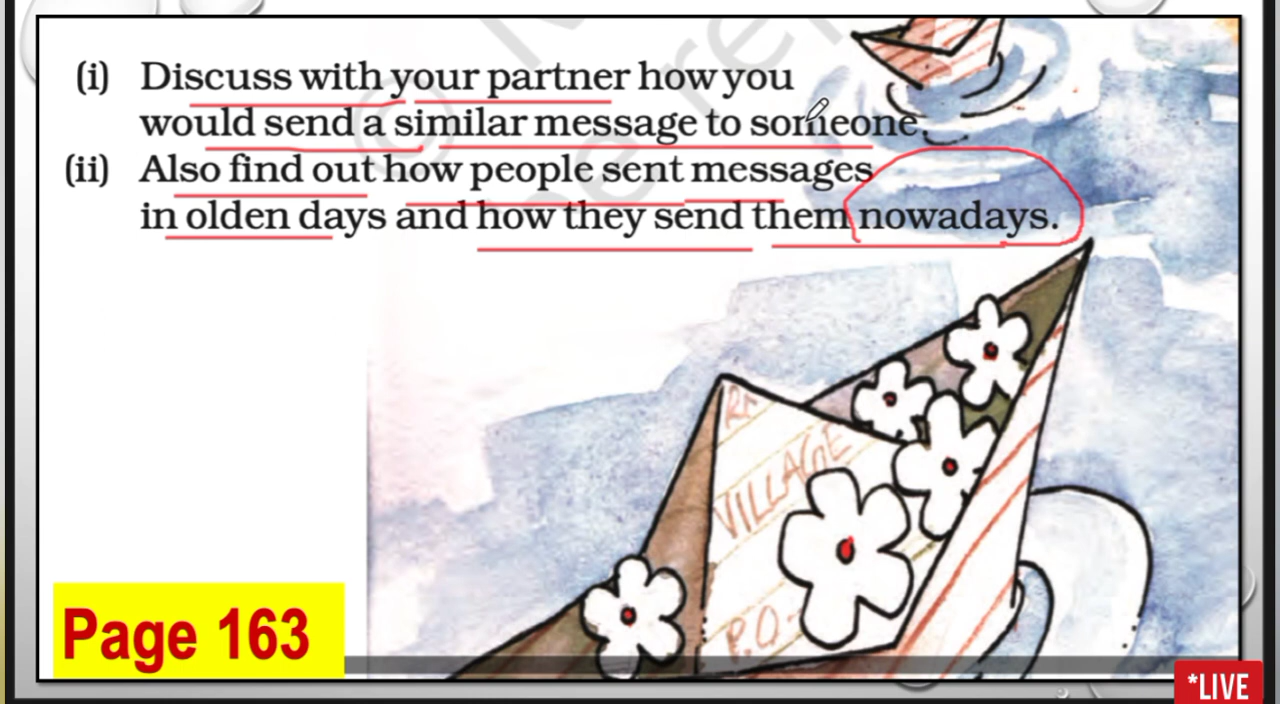 (i) Discuss with your partner how you
would send a similar message to someone.
(ii) Also find out how people sent messages
in olden days and how they send them nowadays.
VILLAGE
P.O-
Page 163
*LIVE